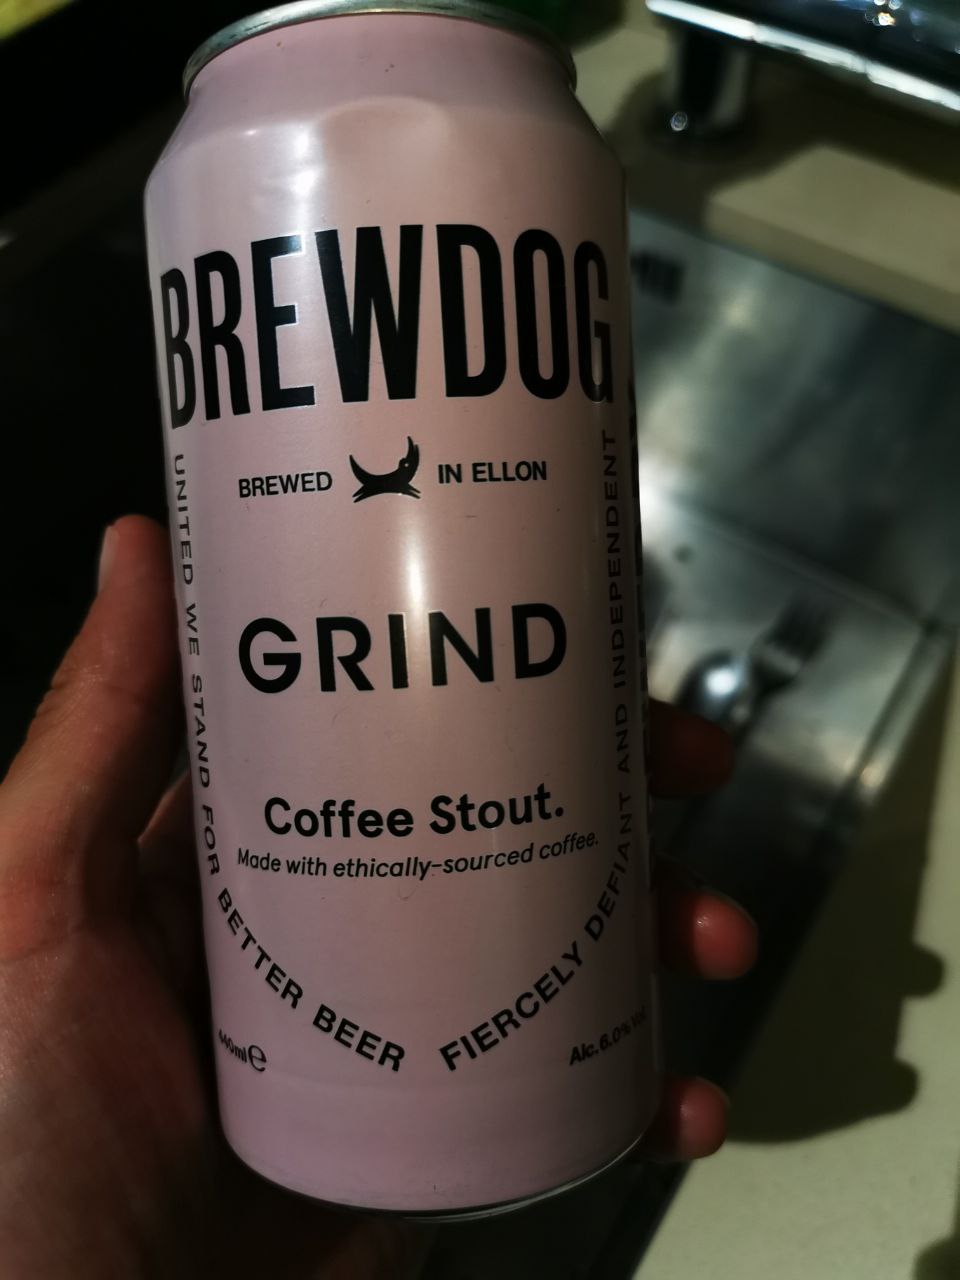 BREWDOG
BREWED IN ELLON
GRIND
Coffee Stout.
Made with ethically-sourced coffee.
UNITED WE STAND FOR BETTER BEER
FIERCELY DEFIANT AND INDEPENDENT
440ml e
Alc. 6.0% Vol